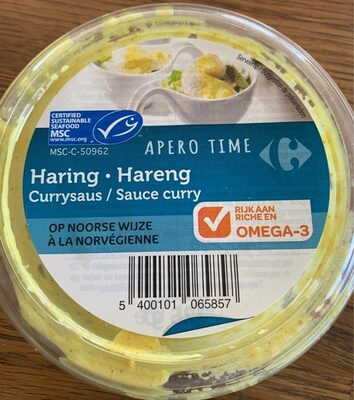 CERTIFIED
SUSTAINABLE
SEAFOOD
MSC
www.msc.org
MSC-C-50962
APERO TIME
Haring • Hareng
Currysaus / Sauce curry
OP NOORSE WIJZE
À LA NORVÉGIENNE
RIJK AAN
RICHE EN
OMEGA-3
5 400101 065857